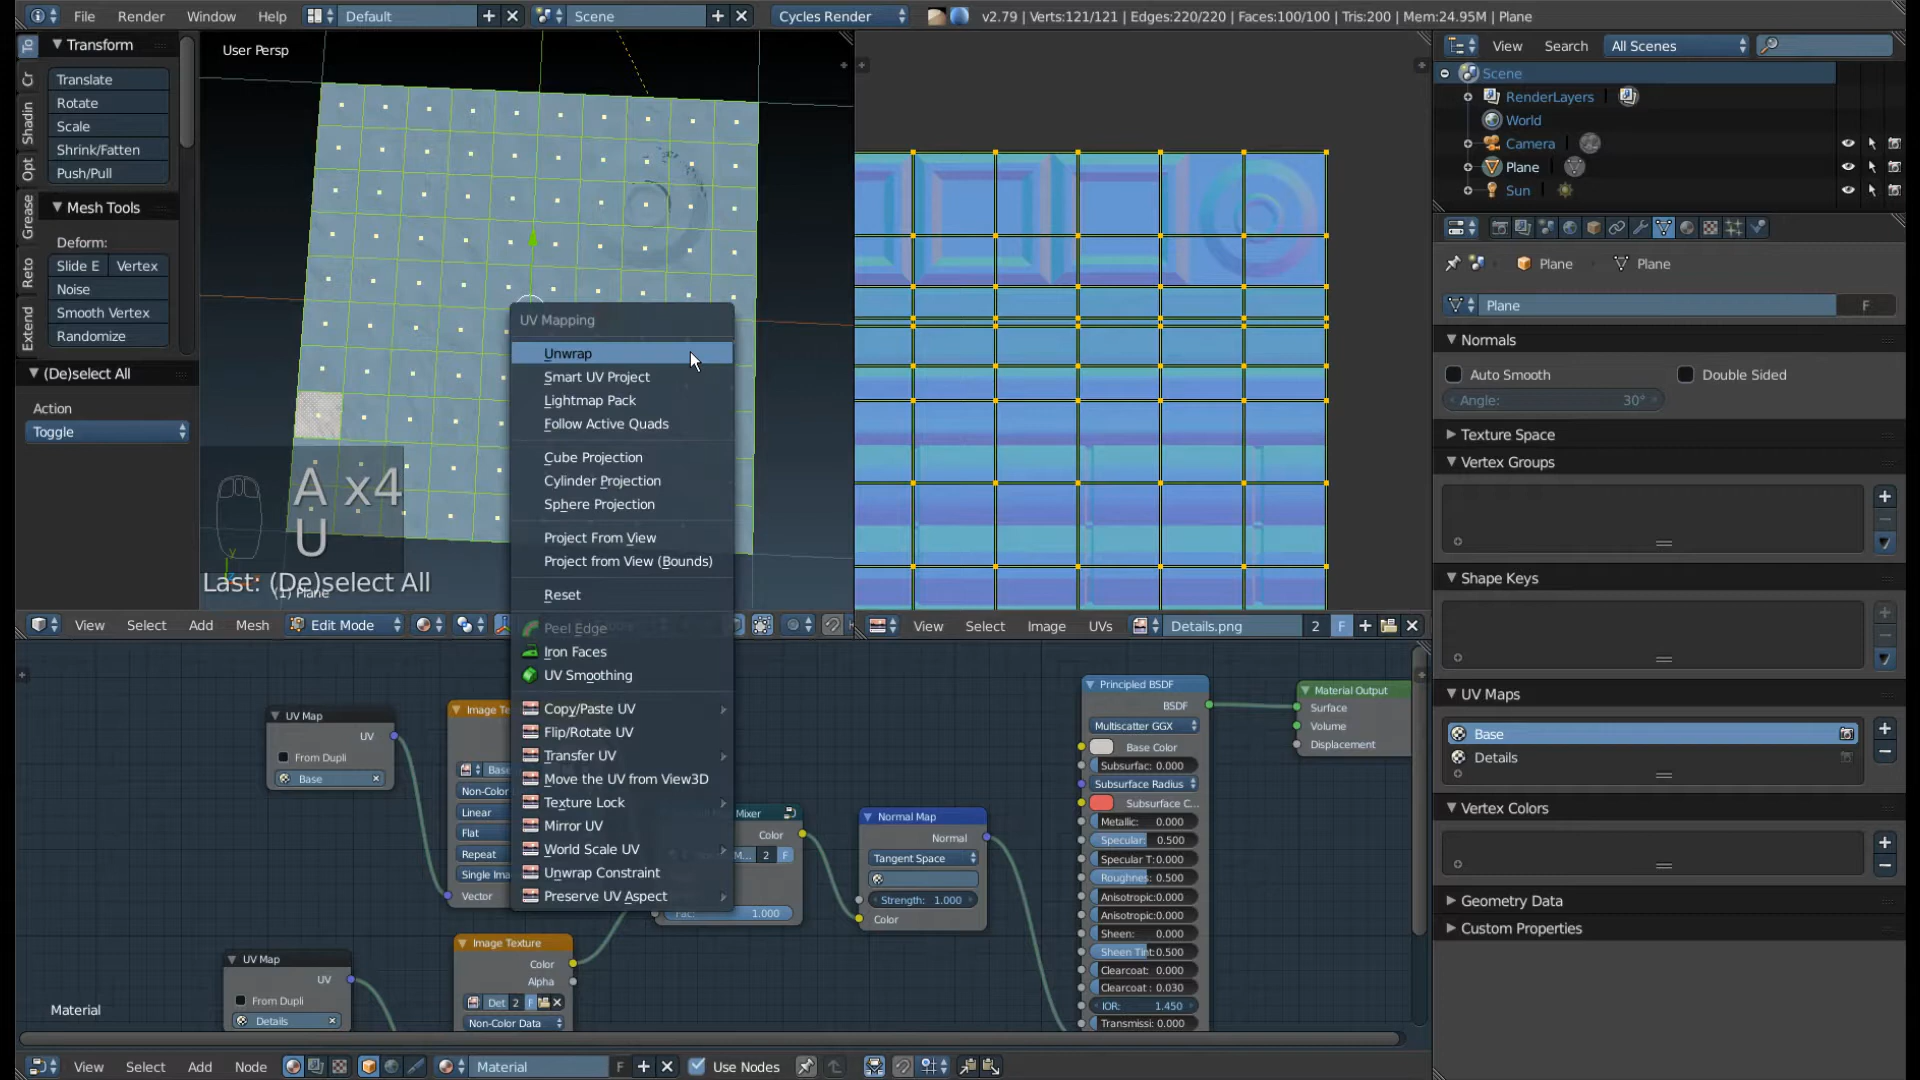 File Render Window Help Default Scene Cycles Render v2.79 | Verts:121/121 | Edges:220/220 | Faces:100/100 | Tris:200 | Mem:24.95M | Plane
Transform
Translate
Rotate
Scale
Shrink/Fatten
Push/Pull
Mesh Tools
Deform:
Slide E Vertex
Noise
Smooth Vertex
Randomize
(De)select All
Action
Toggle
To
Cr
Shadin
Opt
Grease
Reto
Extend
User Persp
A x4
U
Last: (De)select All
(1) Plane
UV Mapping
Unwrap
Smart UV Project
Lightmap Pack
Follow Active Quads
Cube Projection
Cylinder Projection
Sphere Projection
Project From View
Project from View (Bounds)
Reset
Peel Edge
Iron Faces
UV Smoothing
Copy/Paste UV
Flip/Rotate UV
Transfer UV
Move the UV from View3D
Texture Lock
Mirror UV
World Scale UV
Unwrap Constraint
Preserve UV Aspect
View Select Add Mesh Edit Mode
View Select Image UVs Details.png 2 F
View Search All Scenes
Scene
RenderLayers
World
Camera
Plane
Sun
Plane Plane
Plane F
Normals
Auto Smooth Double Sided
Angle: 30°
Texture Space
Vertex Groups
Shape Keys
UV Maps
Base
Details
Vertex Colors
Geometry Data
Custom Properties
UV Map
UV
From Dupli
Base
Image Te
Bas
Non-Color
Linear
Flat
Repeat
Single Ima
Vector
Mixer
Color
M... 2 F
Fac: 1.000
Normal Map
Normal
Tangent Space
Strength: 1.000
Color
Principled BSDF
BSDF
Multiscatter GGX
Base Color
Subsurfac: 0.000
Subsurface Radius
Subsurface C...
Metallic: 0.000
Specular: 0.500
Specular T:0.000
Roughnes: 0.500
Anisotropic:0.000
Anisotropic:0.000
Sheen: 0.000
Sheen Tint:0.500
Clearcoat: 0.000
Clearcoat : 0.030
IOR: 1.450
Transmissi: 0.000
Material Output
Surface
Volume
Displacement
UV Map
UV
From Dupli
Details
Image Texture
Color
Alpha
Det 2 F
Non-Color Data
Material
View Add Node Material F Use Nodes